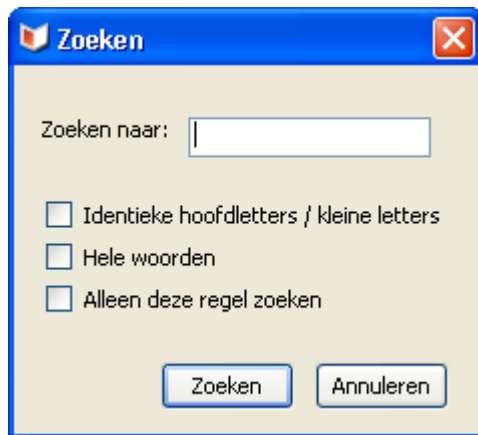 Zoeken
Zoeken naar:
Identieke hoofdletters / kleine letters
Hele woorden
Alleen deze regel zoeken
Zoeken Annuleren